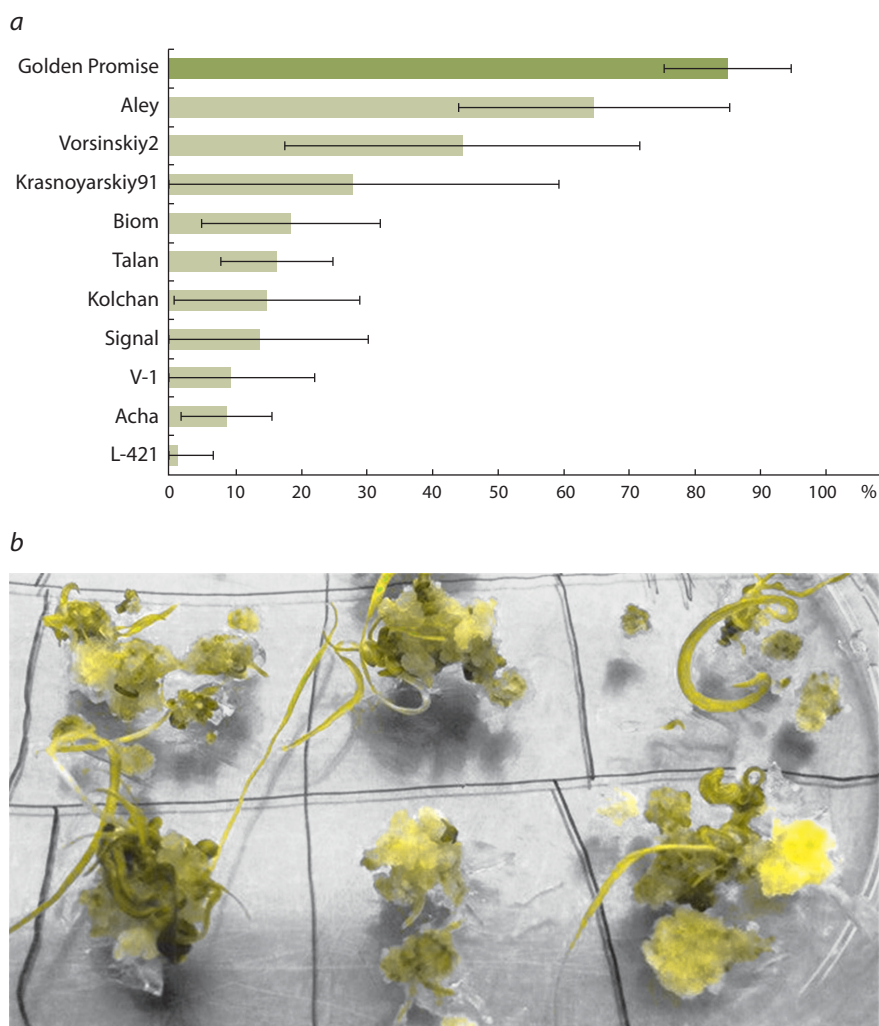 a
Golden Promise
Aley
Vorsinskiy2
Krasnoyarskiy91
Biom
Talan
Kolchan
Signal
V-1
Acha
L-421
0 10 20 30 40 50 60 70 80 90 100 %
b